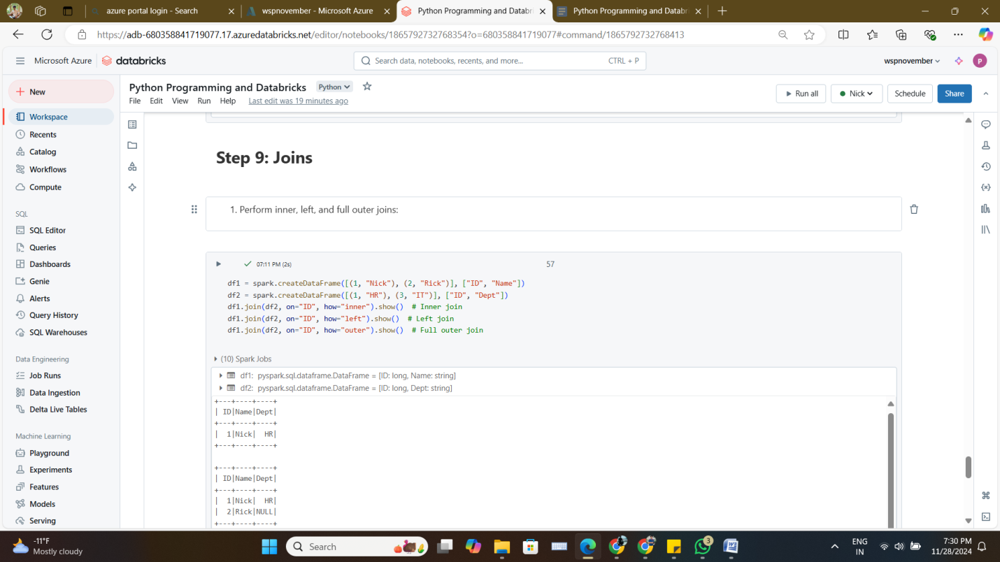 azure portal login - Search
wspnovember - Microsoft Azure
Python Programming and Databri
Python Programming and Databri
https://adb-680358841719077.17.azuredatabricks.net/editor/notebooks/1865792732768354?o=680358841719077#command/1865792732768413
Microsoft Azure
databricks
Search data, notebooks, recents, and more...
CTRL + P
wspnovember
P
New
Workspace
Recents
Catalog
Workflows
Compute
SQL
SQL Editor
Queries
Dashboards
Genie
Alerts
Query History
SQL Warehouses
Data Engineering
Job Runs
Data Ingestion
Delta Live Tables
Machine Learning
Playground
Experiments
Features
Models
Serving
Python Programming and Databricks
Python
File Edit View Run Help Last edit was 19 minutes ago
Run all
Nick
Schedule
Share
Step 9: Joins
1. Perform inner, left, and full outer joins:
07:11 PM (2s)
57
df1 = spark.createDataFrame([(1, "Nick"), (2, "Rick")], ["ID", "Name"])
df2 = spark.createDataFrame([(1, "HR"), (3, "IT")], ["ID", "Dept"])
df1.join(df2, on="ID", how="inner").show()  # Inner join
df1.join(df2, on="ID", how="left").show()  # Left join
df1.join(df2, on="ID", how="outer").show()  # Full outer join
(10) Spark Jobs
df1: pyspark.sql.dataframe.DataFrame = [ID: long, Name: string]
df2: pyspark.sql.dataframe.DataFrame = [ID: long, Dept: string]
+---+----+----+
| ID|Name|Dept|
+---+----+----+
|  1|Nick|  HR|
+---+----+----+
+---+----+----+
| ID|Name|Dept|
+---+----+----+
|  1|Nick|  HR|
|  2|Rick|NULL|
+---+----+----+
-11°F
Mostly cloudy
Search
3
ENG
IN
7:30 PM
11/28/2024